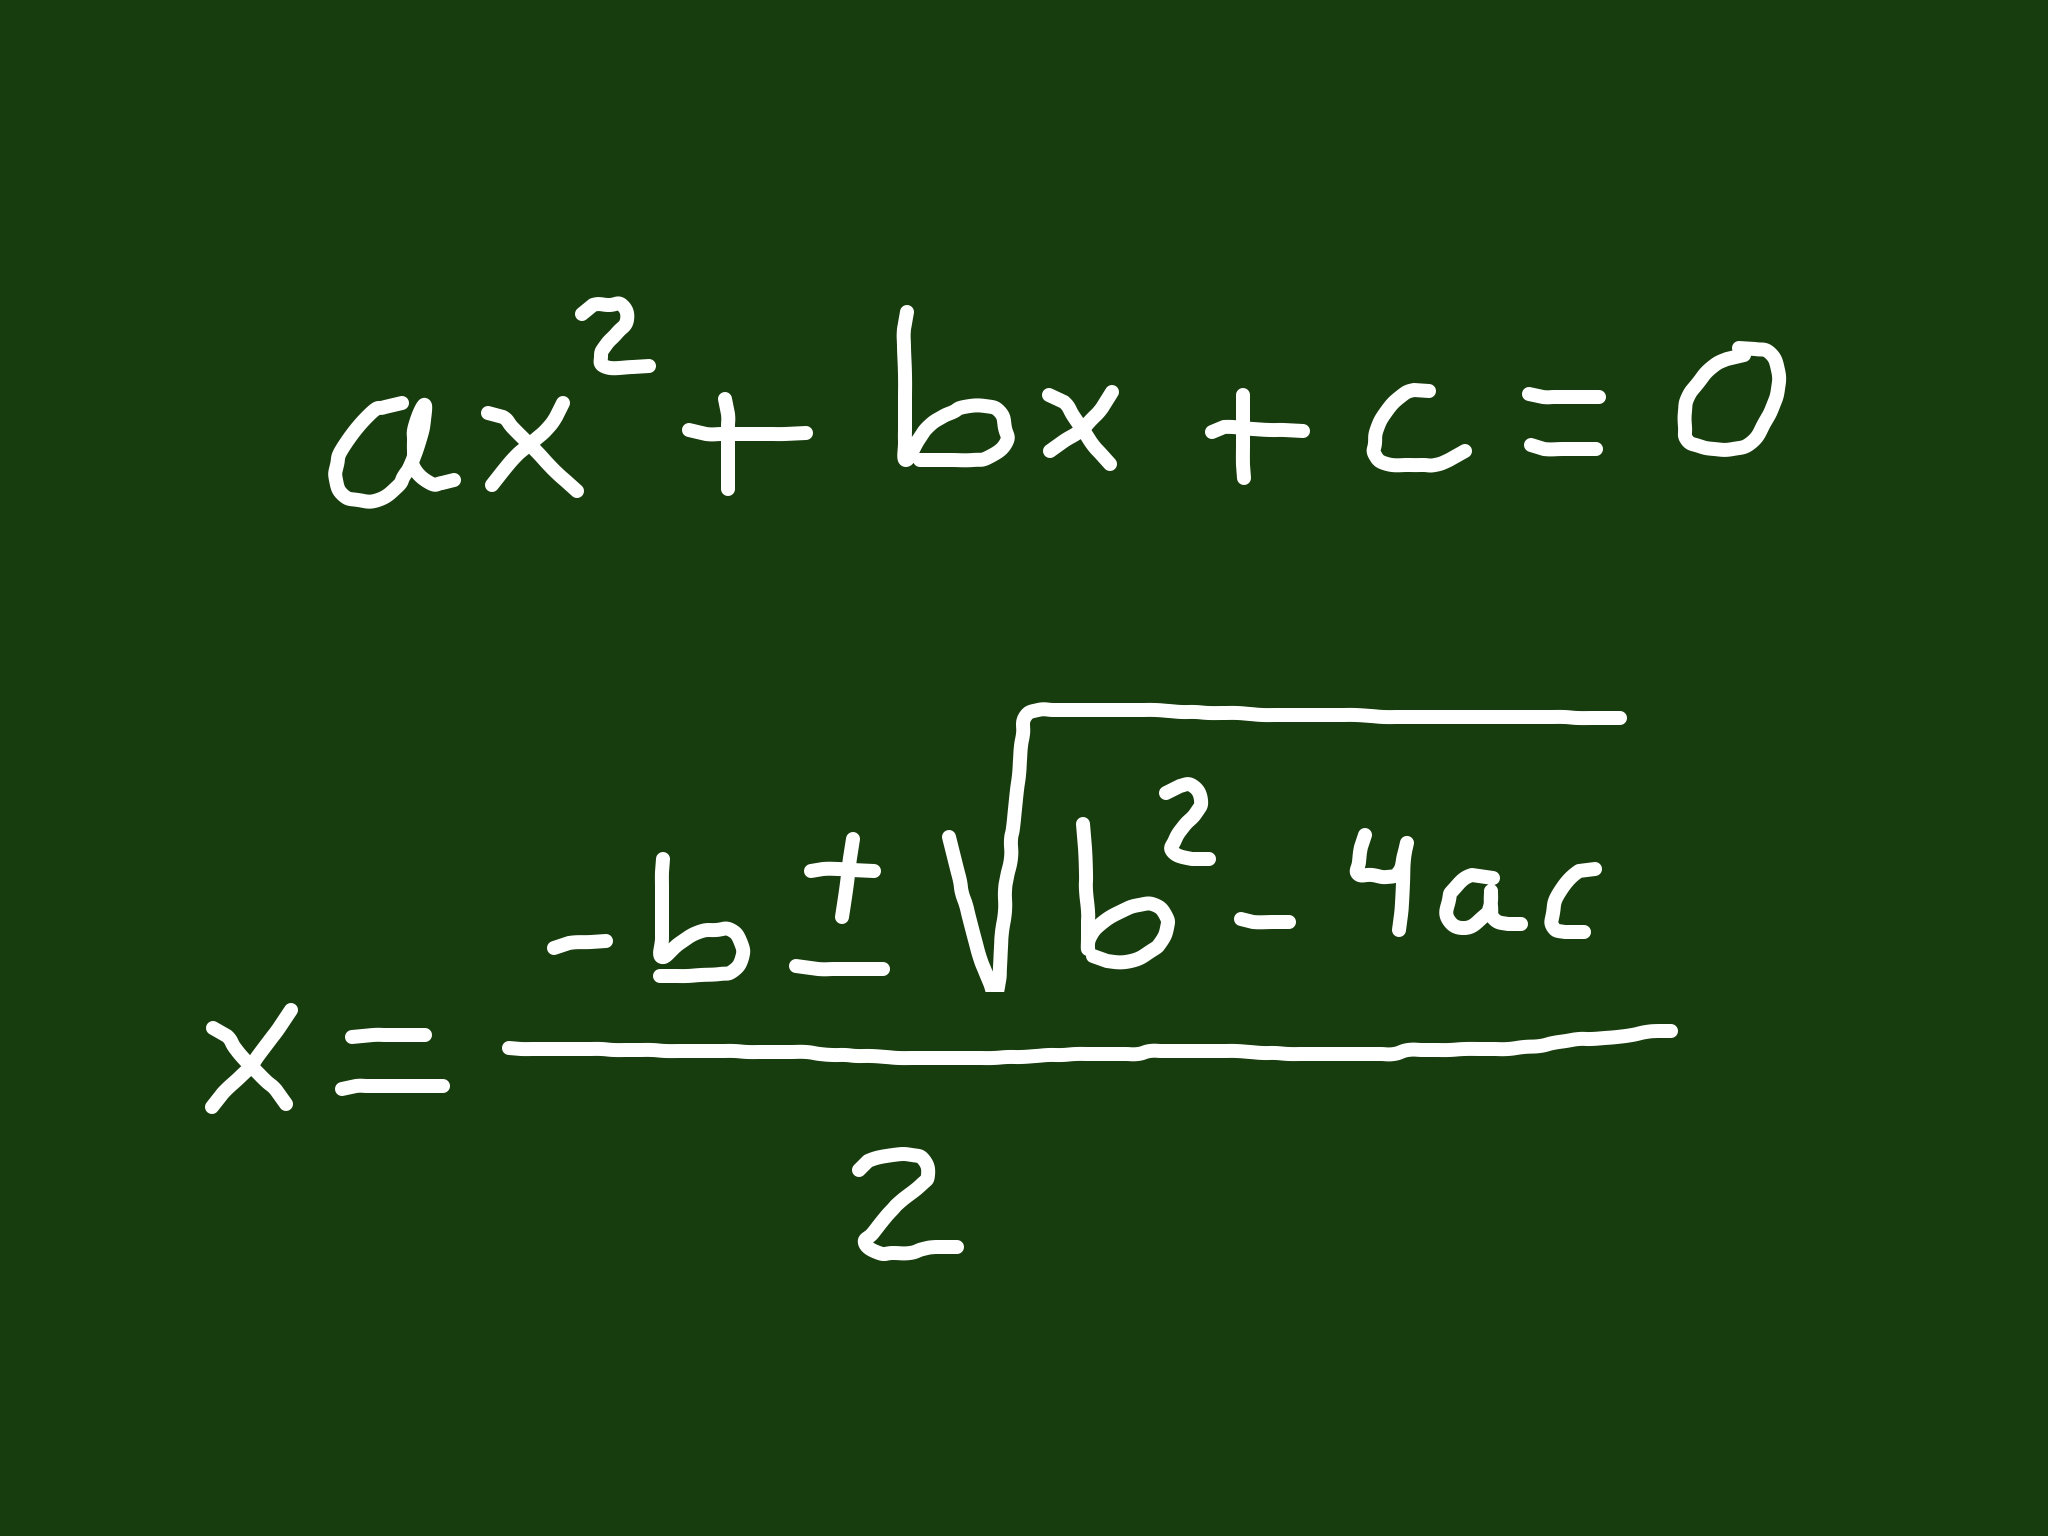 ax² + bx + c = 0
x = (-b ± √(b² - 4ac)) / 2